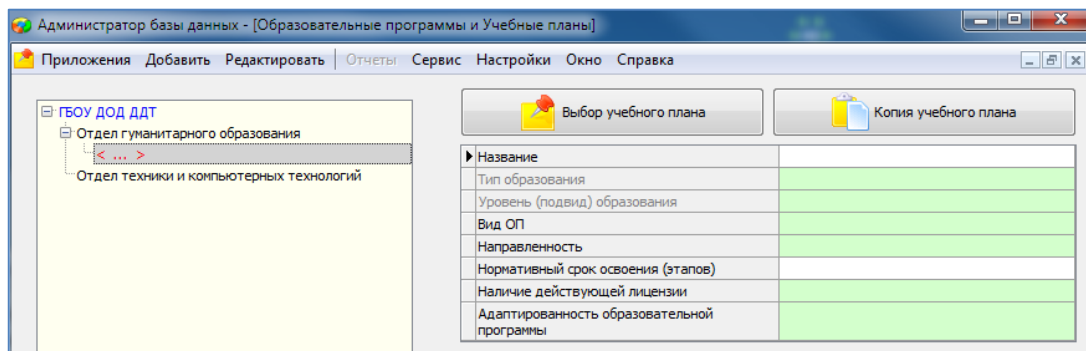 Администратор базы данных - [Образовательные программы и Учебные планы]
Приложения Добавить Редактировать Отчеты Сервис Настройки Окно Справка
ГБОУ ДОД ДДТ
Отдел гуманитарного образования
< ... >
Отдел техники и компьютерных технологий
Выбор учебного плана
Копия учебного плана
Название
Тип образования
Уровень (подвид) образования
Вид ОП
Направленность
Нормативный срок освоения (этапов)
Наличие действующей лицензии
Адаптированность образовательной
программы